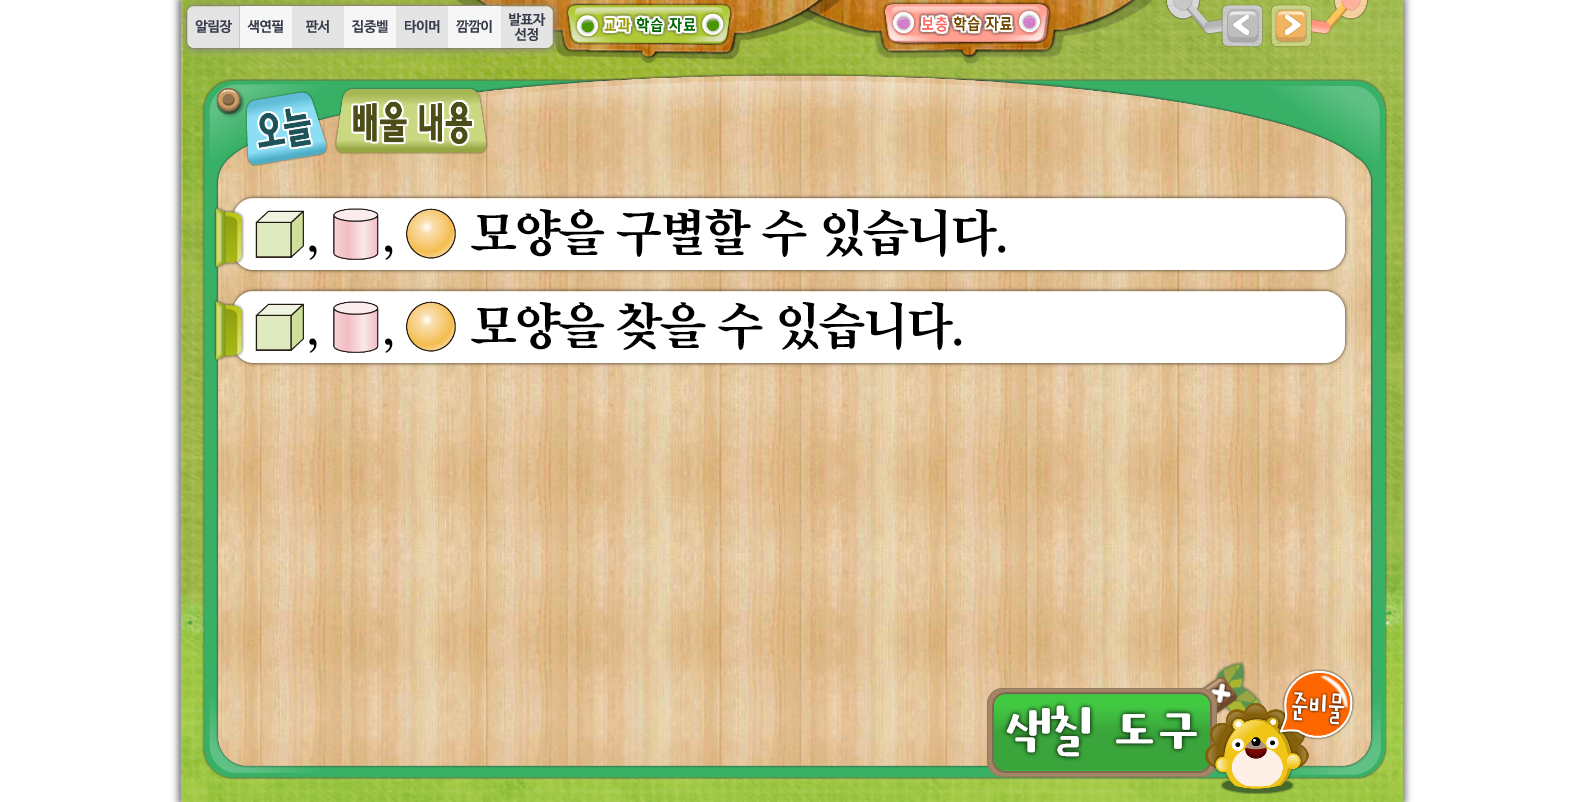 알림장 색연필 판서 집중벨 타이머 깜깜이 발표자 선정
교과 학습 자료
보충 학습 자료
오늘 배울 내용
, , 모양을 구별할 수 있습니다.
, , 모양을 찾을 수 있습니다.
준비물
색칠 도구